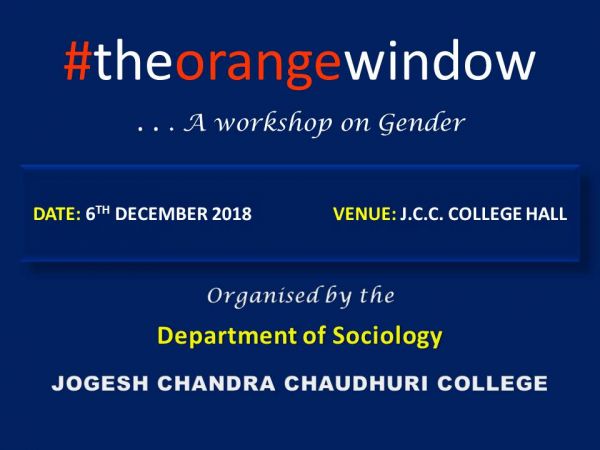 #theorangewindow
. . . A workshop on Gender
DATE: 6TH DECEMBER 2018 VENUE: J.C.C. COLLEGE HALL
Organised by the
Department of Sociology
JOGESH CHANDRA CHAUDHURI COLLEGE